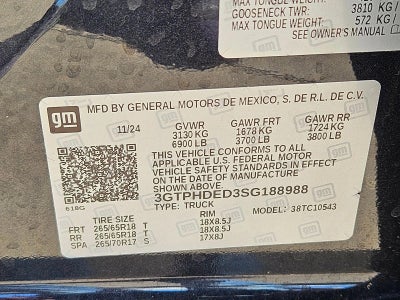 MAX TONGUE WEIGHT:
GOOSENECK TWR: 3810 KG /
MAX TONGUE WEIGHT: 572 KG /
SEE OWNER'S MANUAL
gm
MFD BY GENERAL MOTORS DE MEXICO, S. DE R.L. DE C.V.
11/24 GVWR GAWR FRT GAWR RR
3130 KG 1678 KG 1724 KG
6900 LB 3700 LB 3800 LB
THIS VEHICLE CONFORMS TO ALL
APPLICABLE U.S. FEDERAL MOTOR
VEHICLE SAFETY STANDARDS IN EFFECT
ON THE DATE OF MANUFACTURE SHOWN ABOVE.
3GTPHDED3SG188988
618G TYPE: TRUCK MODEL: 38TC10543
TIRE SIZE RIM
FRT 265/65R18 T 18X8.5J
RR 265/65R18 T 18X8.5J
SPA 265/70R17 S 17X8J